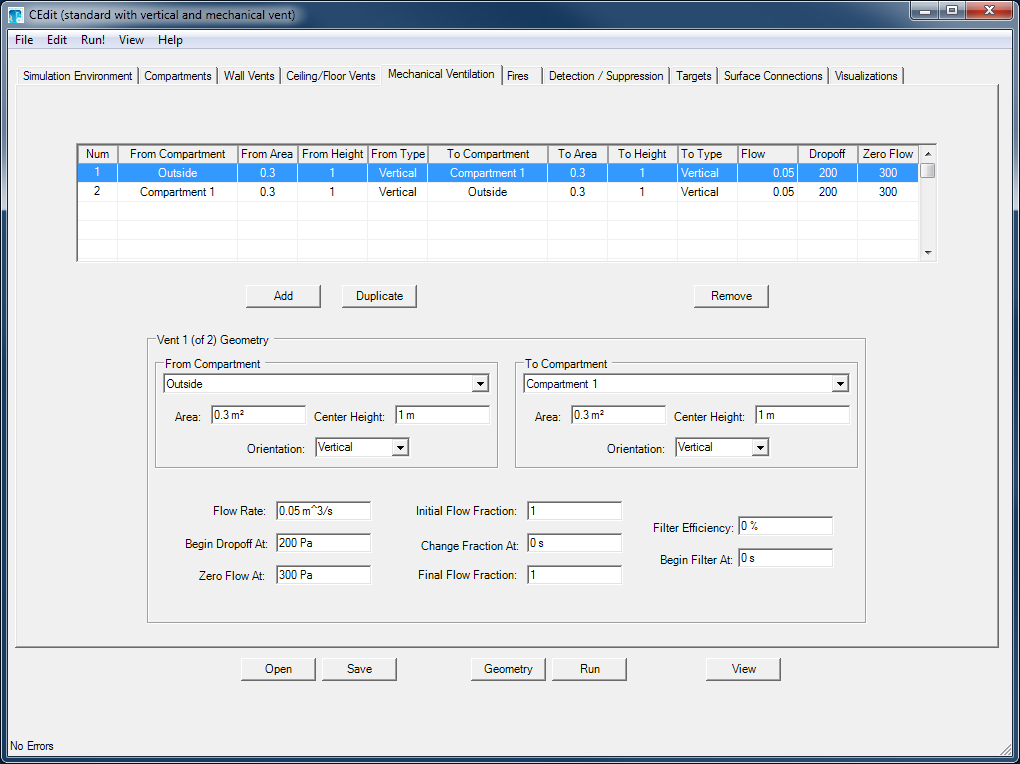 CEdit (standard with vertical and mechanical vent)
File Edit Run! View Help
Simulation Environment Compartments Wall Vents Ceiling/Floor Vents Mechanical Ventilation Fires Detection / Suppression Targets Surface Connections Visualizations
Num From Compartment From Area From Height From Type To Compartment To Area To Height To Type Flow Dropoff Zero Flow
1 Outside 0.3 1 Vertical Compartment 1 0.3 1 Vertical 0.05 200 300
2 Compartment 1 0.3 1 Vertical Outside 0.3 1 Vertical 0.05 200 300
Add Duplicate Remove
Vent 1 (of 2) Geometry
From Compartment To Compartment
Outside Compartment 1
Area: 0.3 m² Center Height: 1 m Area: 0.3 m² Center Height: 1 m
Orientation: Vertical Orientation: Vertical
Flow Rate: 0.05 m^3/s Initial Flow Fraction: 1
Filter Efficiency: 0 %
Begin Dropoff At: 200 Pa Change Fraction At: 0 s
Begin Filter At: 0 s
Zero Flow At: 300 Pa Final Flow Fraction: 1
Open Save Geometry Run View
No Errors